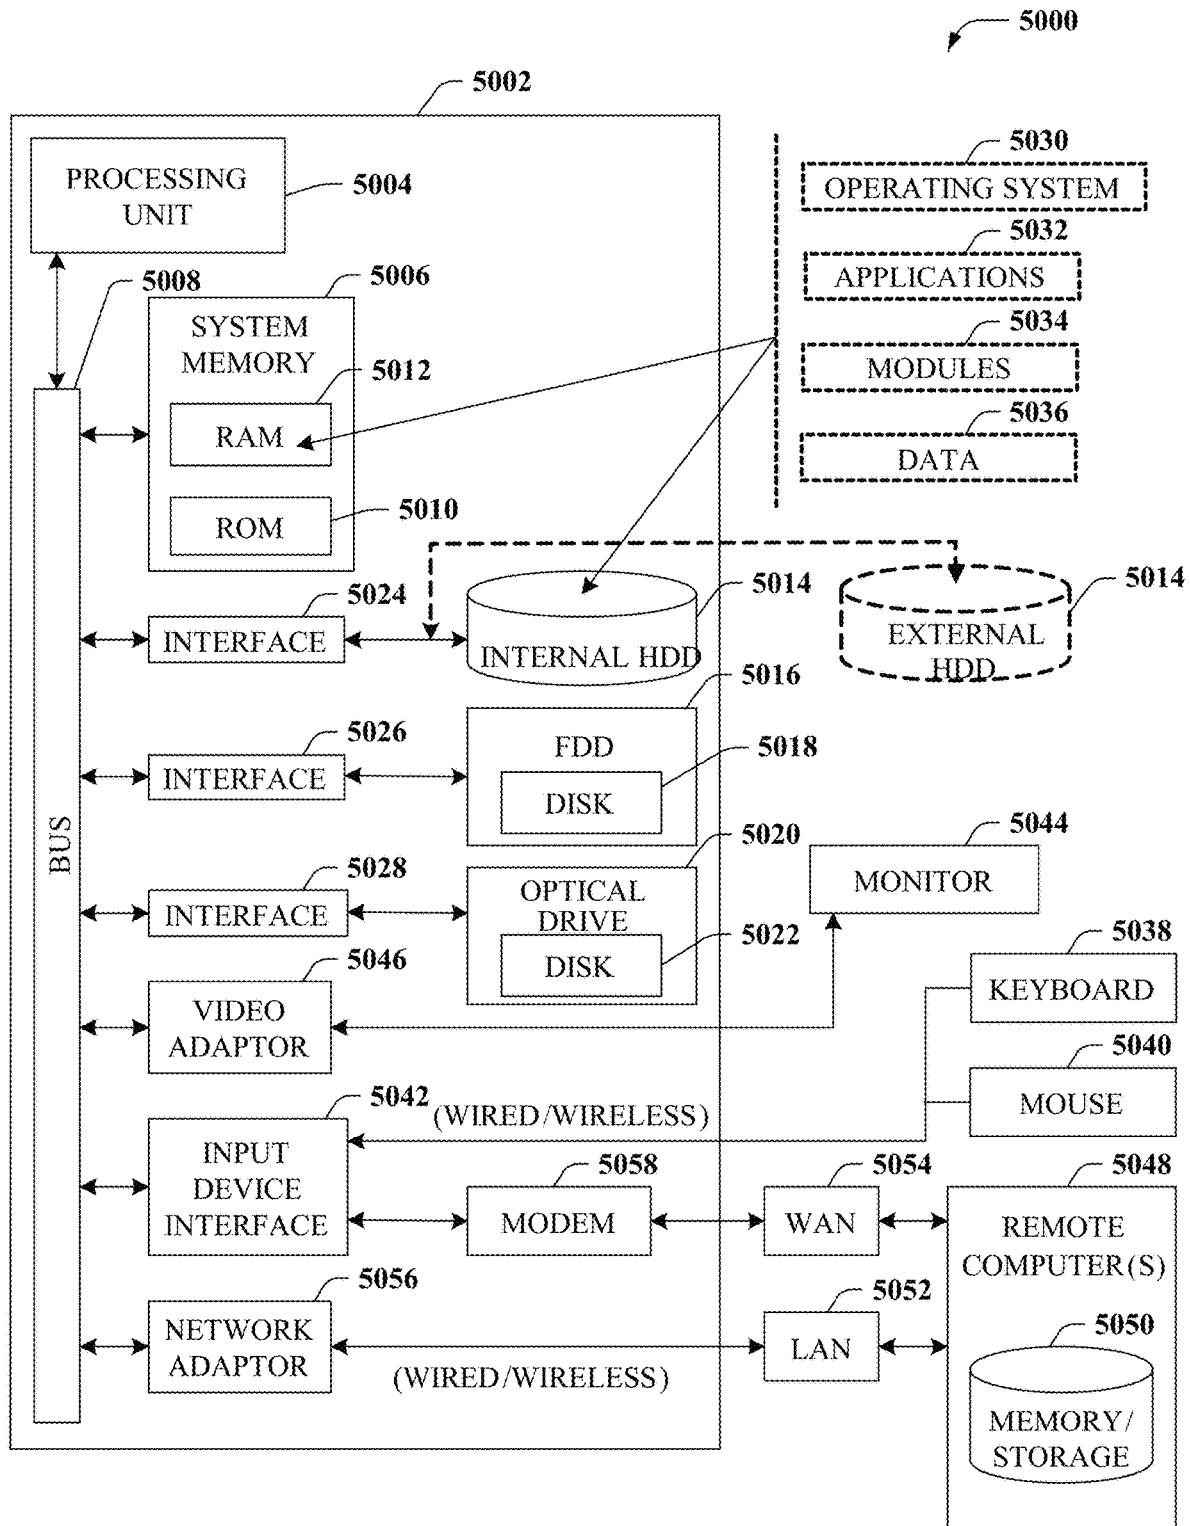 5000
5002
PROCESSING
UNIT
5004
5030
OPERATING SYSTEM
5032
APPLICATIONS
5034
MODULES
5036
DATA
5008
5006
SYSTEM
MEMORY
5012
RAM
5010
ROM
5024
INTERFACE
5014
INTERNAL HDD
5014
EXTERNAL
HDD
5016
FDD
5018
DISK
5026
INTERFACE
BUS
5020
OPTICAL
DRIVE
5022
DISK
5028
INTERFACE
5044
MONITOR
5046
VIDEO
ADAPTOR
5038
KEYBOARD
5040
MOUSE
5042
(WIRED/WIRELESS)
INPUT
DEVICE
INTERFACE
5058
MODEM
5054
WAN
5048
REMOTE
COMPUTER(S)
5056
NETWORK
ADAPTOR
(WIRED/WIRELESS)
5052
LAN
5050
MEMORY/
STORAGE